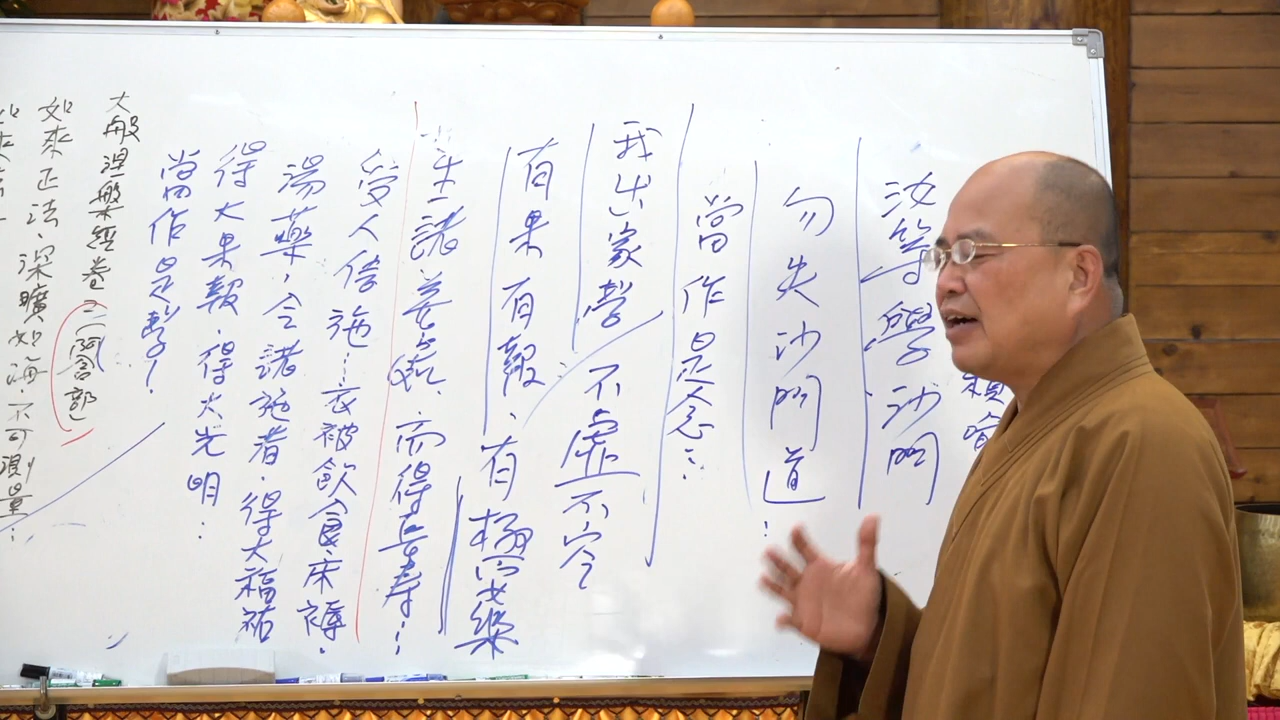 汝等學沙門
勿失沙門道：
當作是念：
我出家學 不虛不空
有果有報、有極安樂
生諸善處、而得長壽…
受人信施…衣被飲食床褥、
湯藥，令諸施者、得大福祐
得大果報、得大光明：
當作是學！
大般涅槃經卷
如來正法、深曠如海、不可測量：